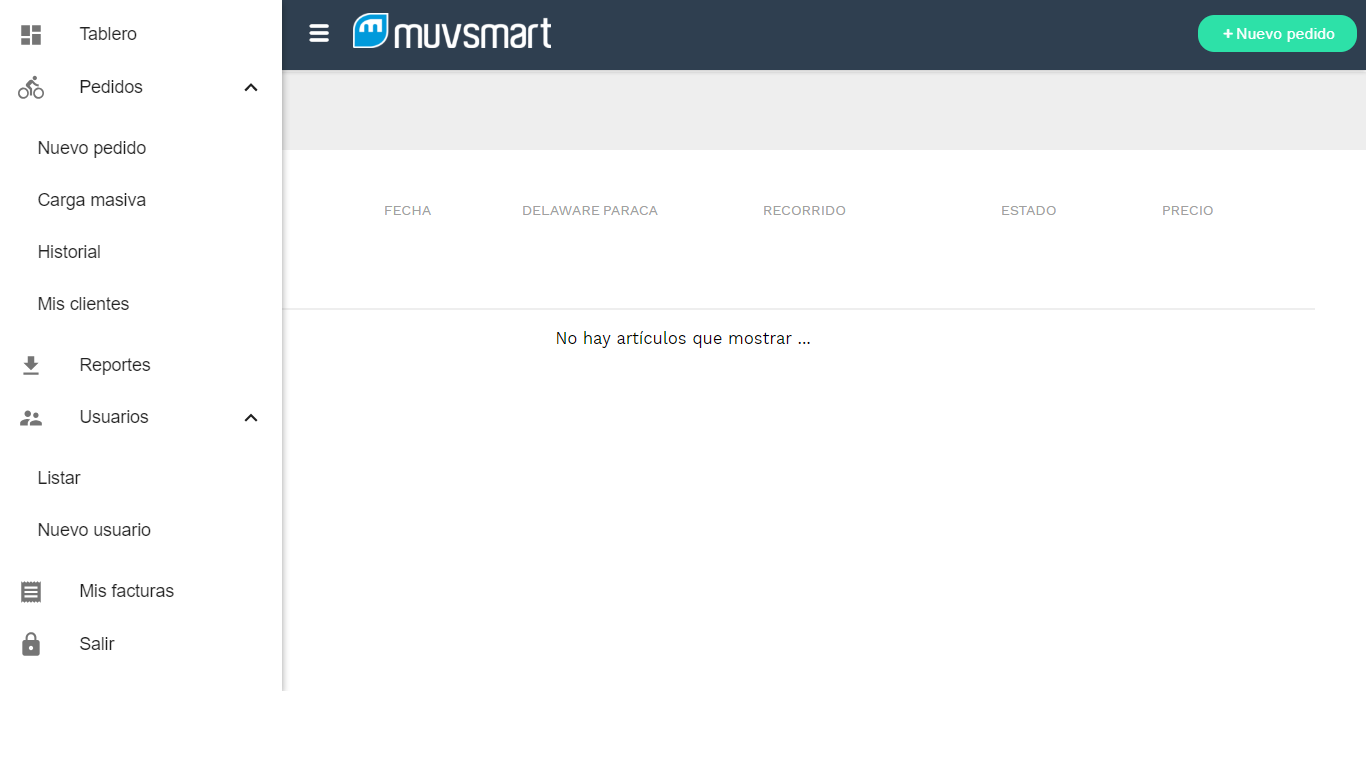 Tablero
Pedidos
Nuevo pedido
Carga masiva
Historial
Mis clientes
Reportes
Usuarios
Listar
Nuevo usuario
Mis facturas
Salir
muvsmart
+ Nuevo pedido
FECHA DELAWARE PARACA RECORRIDO ESTADO PRECIO
No hay artículos que mostrar ...